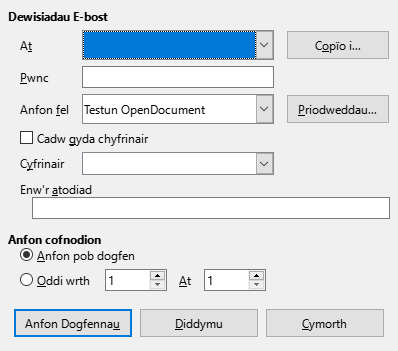 Dewisiadau E-bost
At
Copïo i...
Pwnc
Anfon fel Testun OpenDocument Priodweddau...
Cadw gyda chyfrinair
Cyfrinair
Enw'r atodiad
Anfon cofnodion
Anfon pob dogfen
Oddi wrth 1 At 1
Anfon Dogfennau Diddymu Cymorth